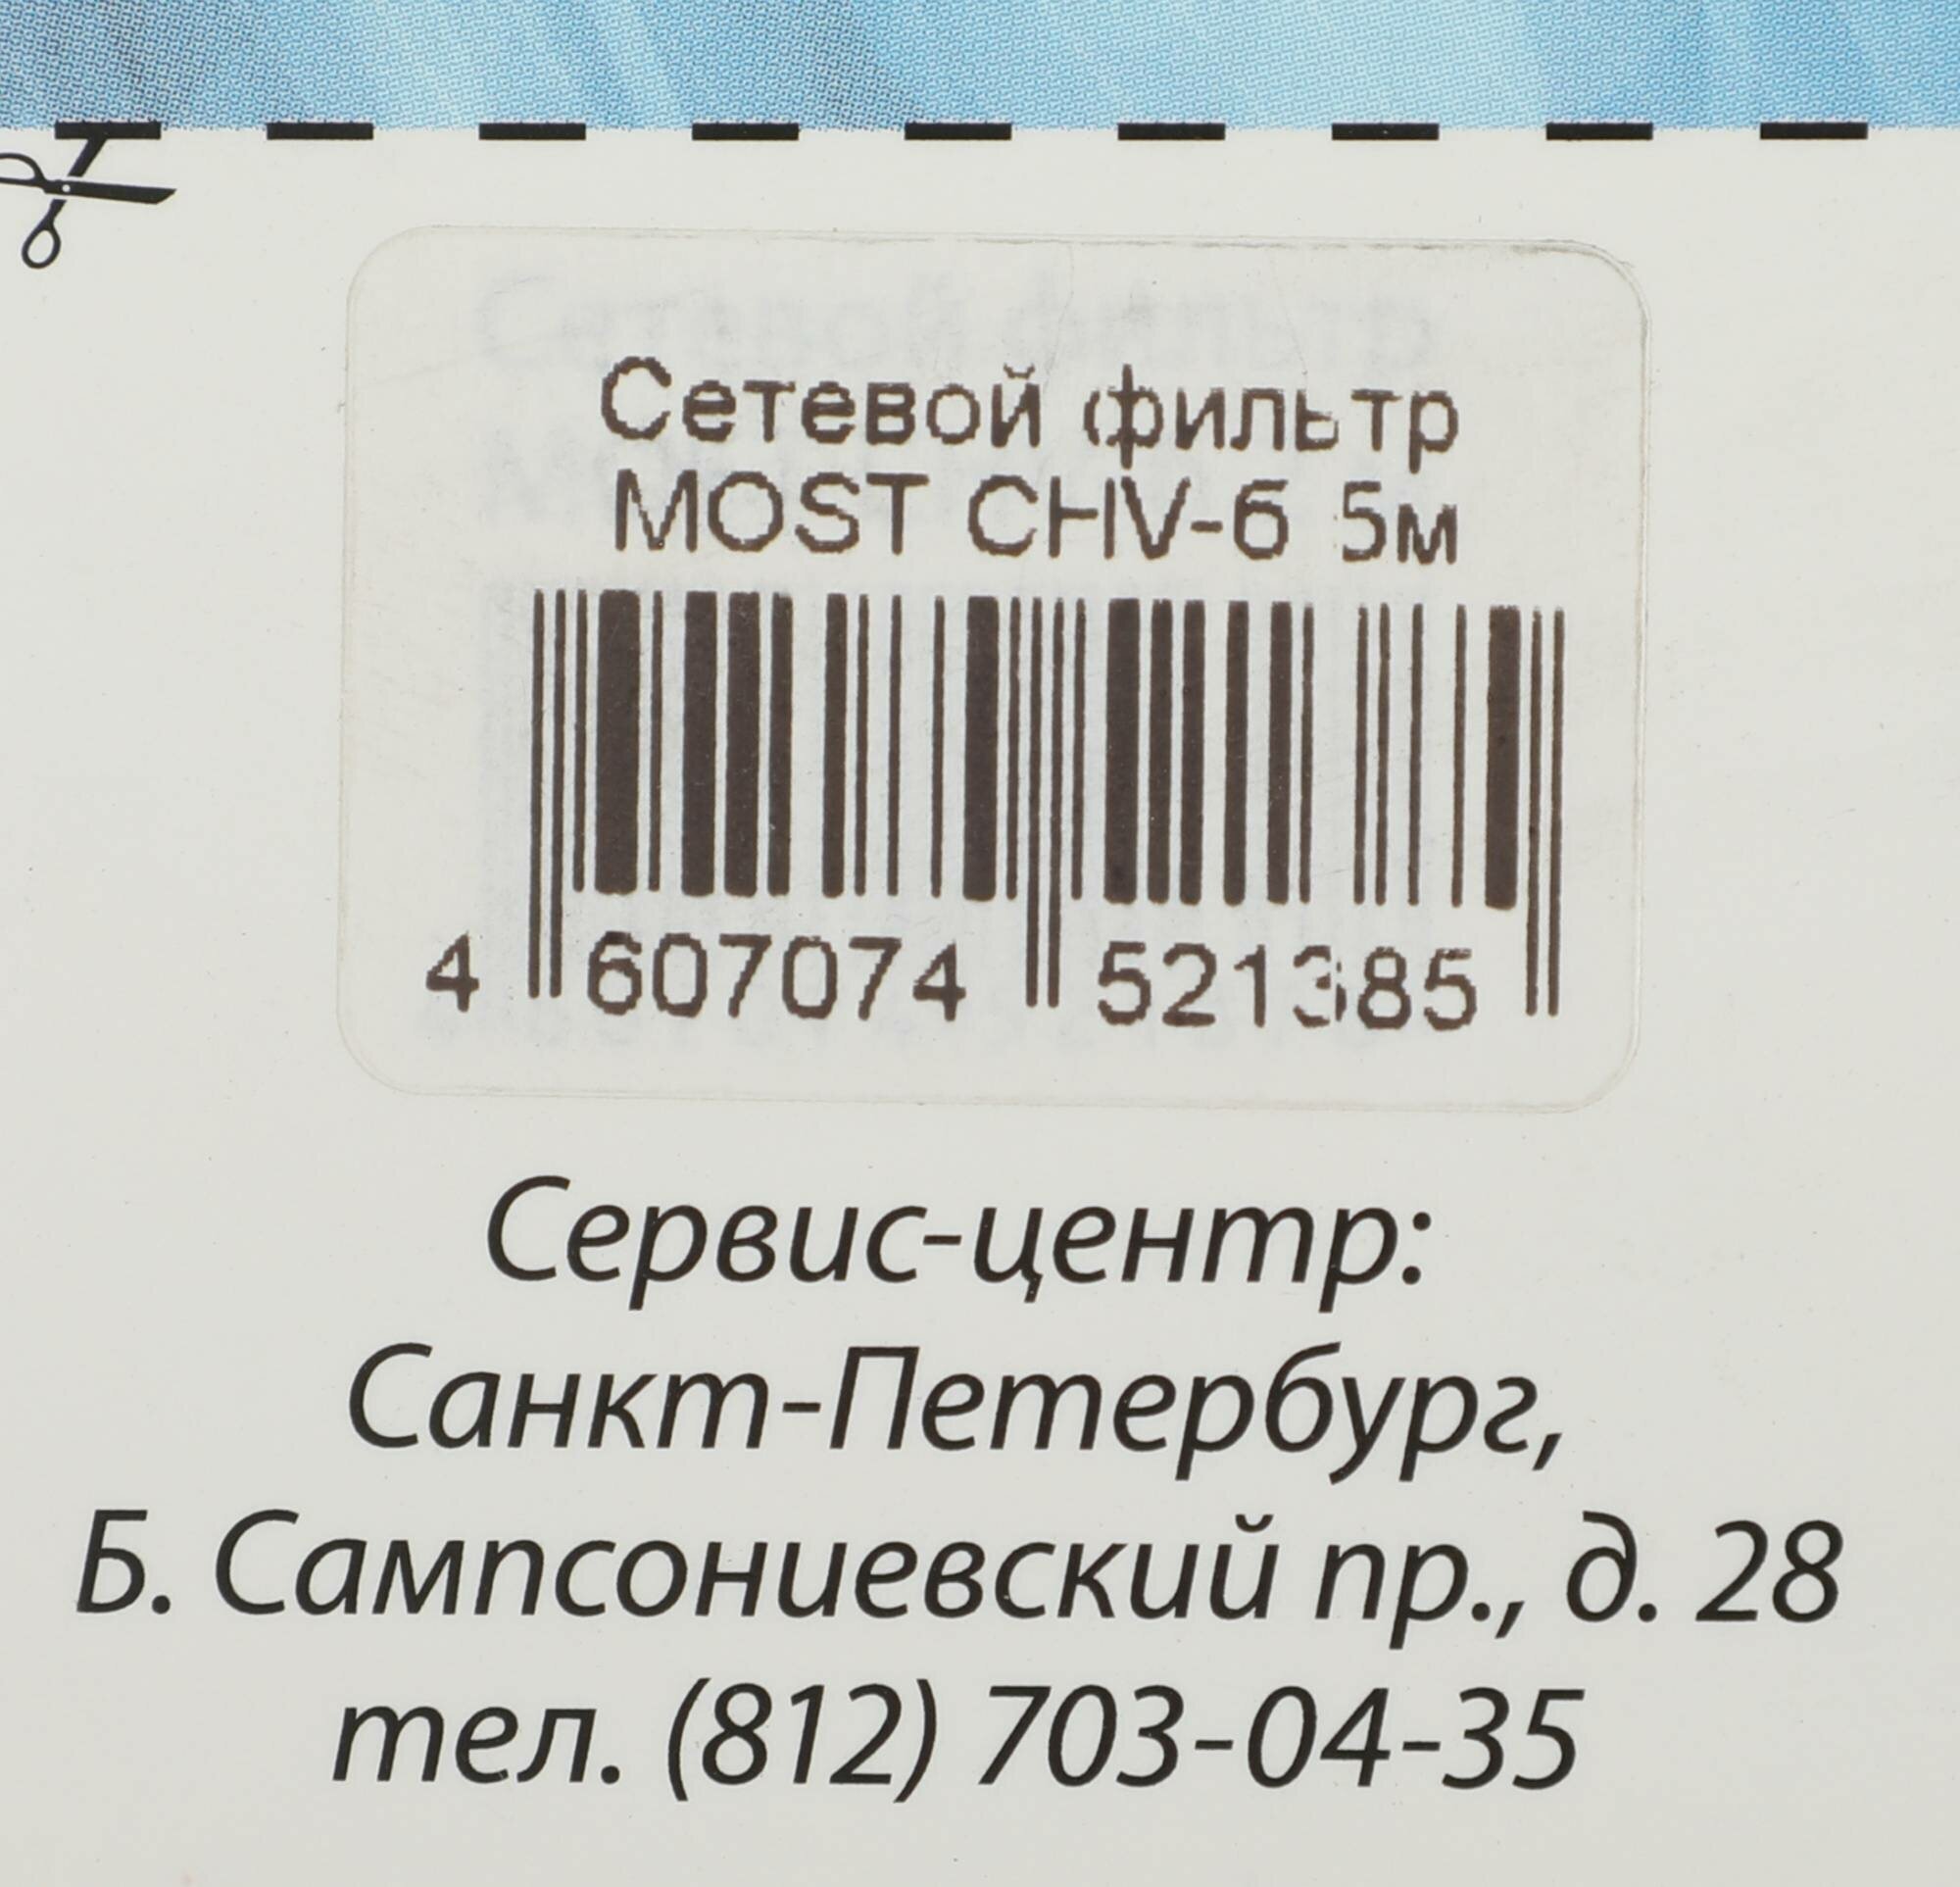 Сетевой фильтр
MOST CHV-6 5м
4 607074 521385
Сервис-центр:
Санкт-Петербург,
Б. Сампсониевский пр., д. 28
тел. (812) 703-04-35